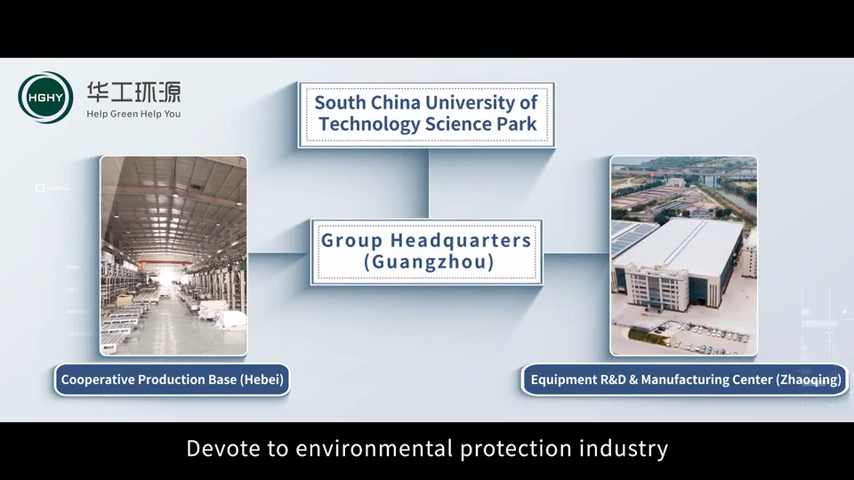 HGHY
华工环源
Help Green Help You
South China University of
Technology Science Park
Group Headquarters
(Guangzhou)
Cooperative Production Base (Hebei)
Equipment R&D & Manufacturing Center (Zhaoqing)
Devote to environmental protection industry